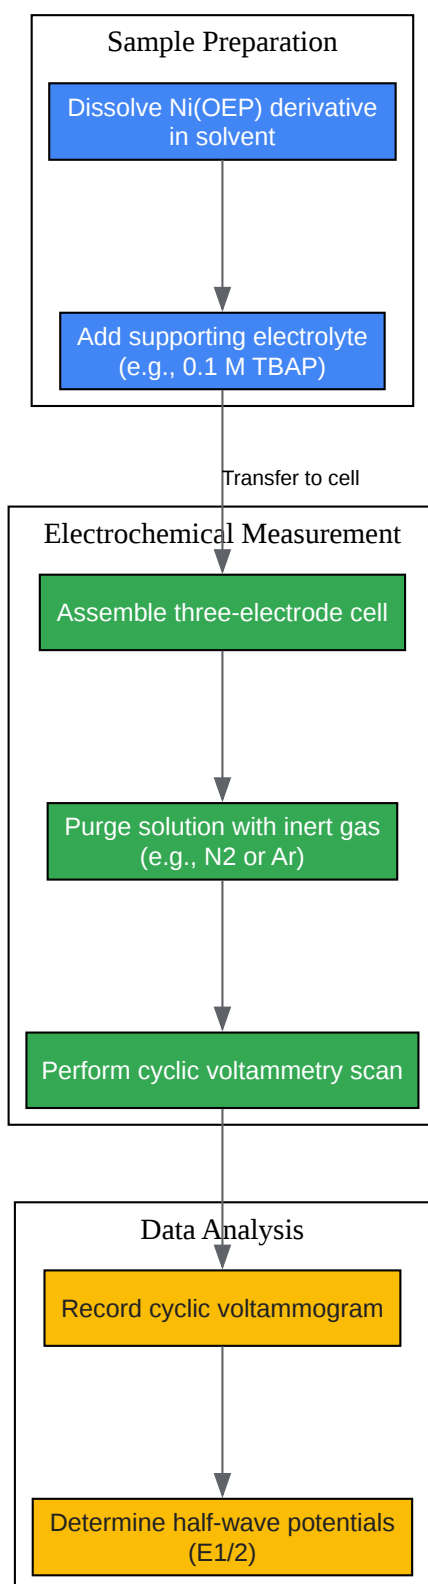 Sample Preparation
Dissolve Ni(OEP) derivative
in solvent
Add supporting electrolyte
(e.g., 0.1 M TBAP)
Transfer to cell
Electrochemical Measurement
Assemble three-electrode cell
Purge solution with inert gas
(e.g., N2 or Ar)
Perform cyclic voltammetry scan
Data Analysis
Record cyclic voltammogram
Determine half-wave potentials
(E1/2)